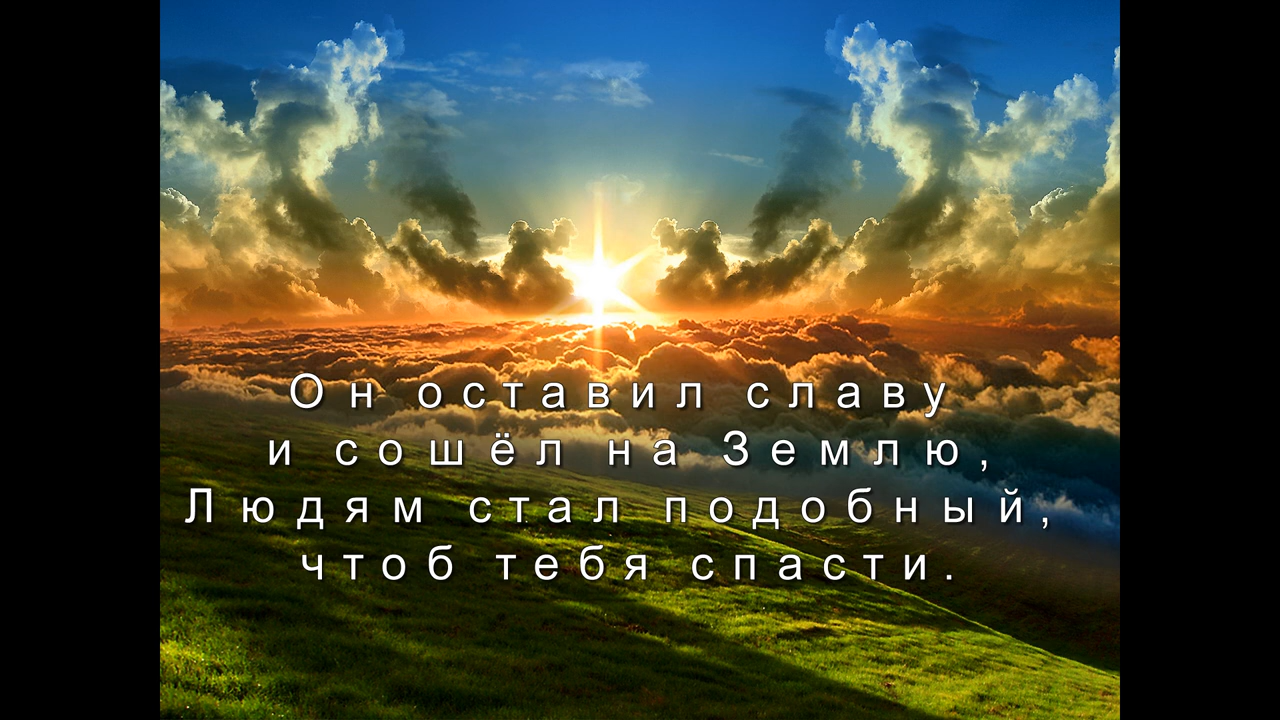 Он оставил славу
и сошёл на Землю,
Людям стал подобный,
чтоб тебя спасти.